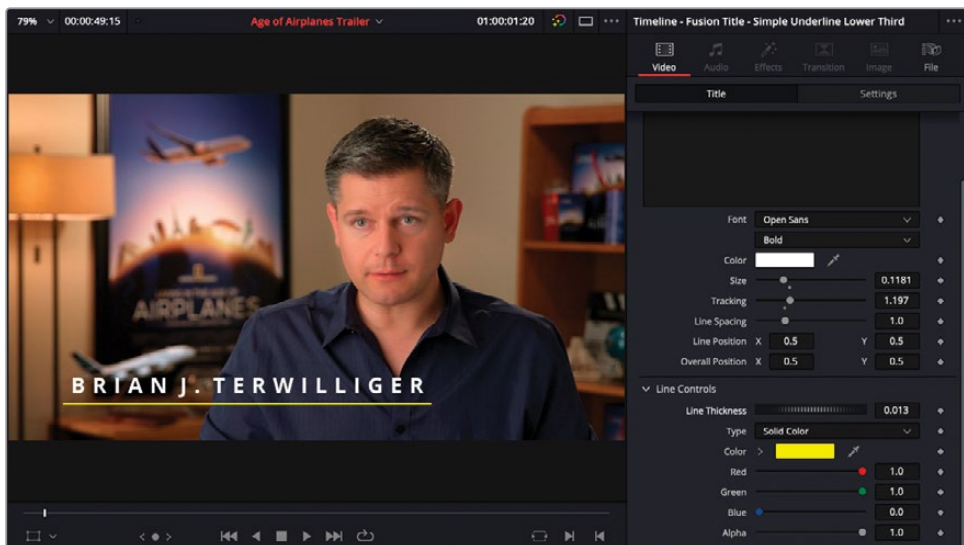 79% 00:00:49:15 Age of Airplanes Trailer 01:00:01:20
Timeline - Fusion Title - Simple Underline Lower Third
Video Audio Effects Transition Image File
Title Settings
AIRPLANES
BRIAN J. TERWILLIGER
Font Open Sans
Bold
Color
Size 0.1181
Tracking 1.197
Line Spacing 1.0
Line Position X 0.5 Y 0.5
Overall Position X 0.5 Y 0.5
Line Controls
Line Thickness 0.013
Type Solid Color
Color
Red 1.0
Green 1.0
Blue 0.0
Alpha 1.0